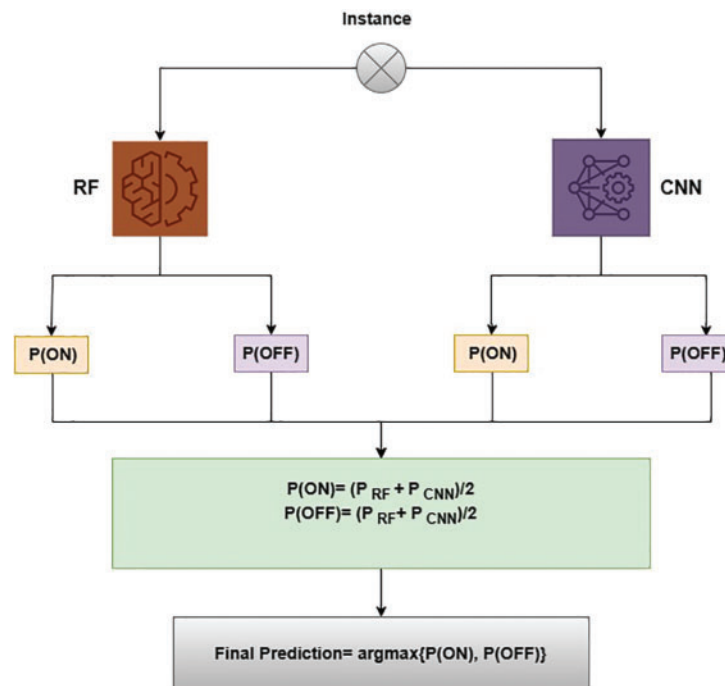 Instance
RF
CNN
P(ON)
P(OFF)
P(ON)
P(OFF)
P(ON)= (P RF + P CNN)/2
P(OFF)= (P RF+ P CNN)/2
Final Prediction= argmax{P(ON), P(OFF)}